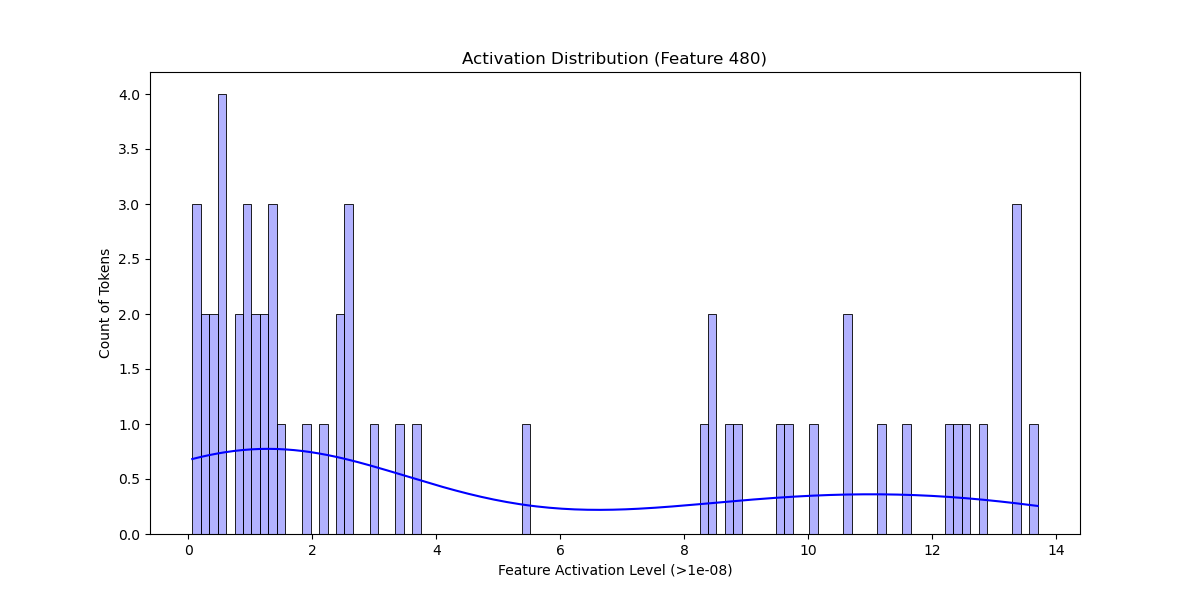 Activation Distribution (Feature 480)
4.0
3.5
3.0
2.5
2.0
1.5
1.0
0.5
0.0
Count of Tokens
0 2 4 6 8 10 12 14
Feature Activation Level (>1e-08)